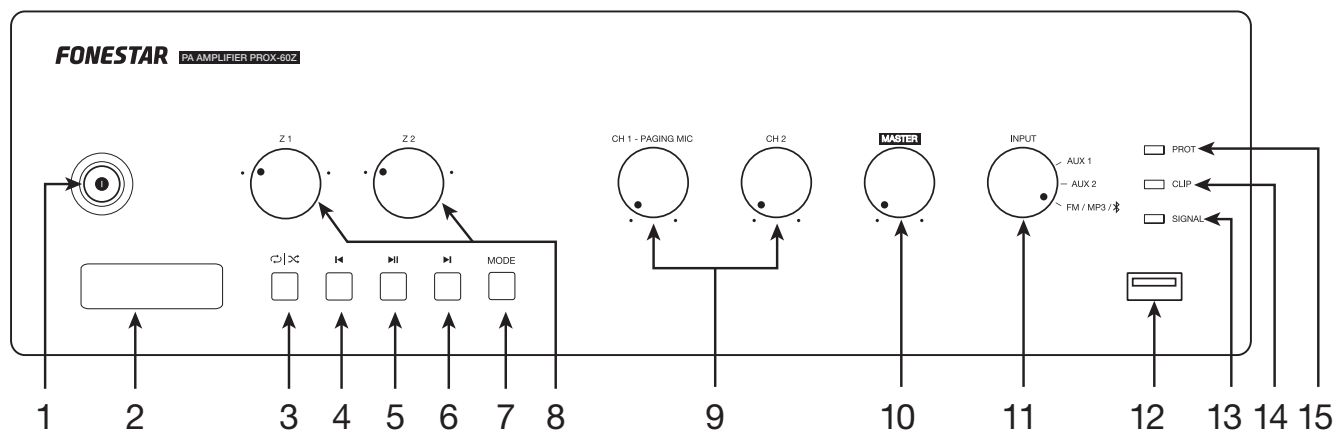 FONESTAR PA AMPLIFIER PROX-60Z
Z 1
Z 2
CH 1 - PAGING MIC
CH 2
MASTER
INPUT
AUX 1
AUX 2
FM / MP3 /
PROT
CLIP
SIGNAL
MODE
1 2 3 4 5 6 7 8 9 10 11 12 13 14 15